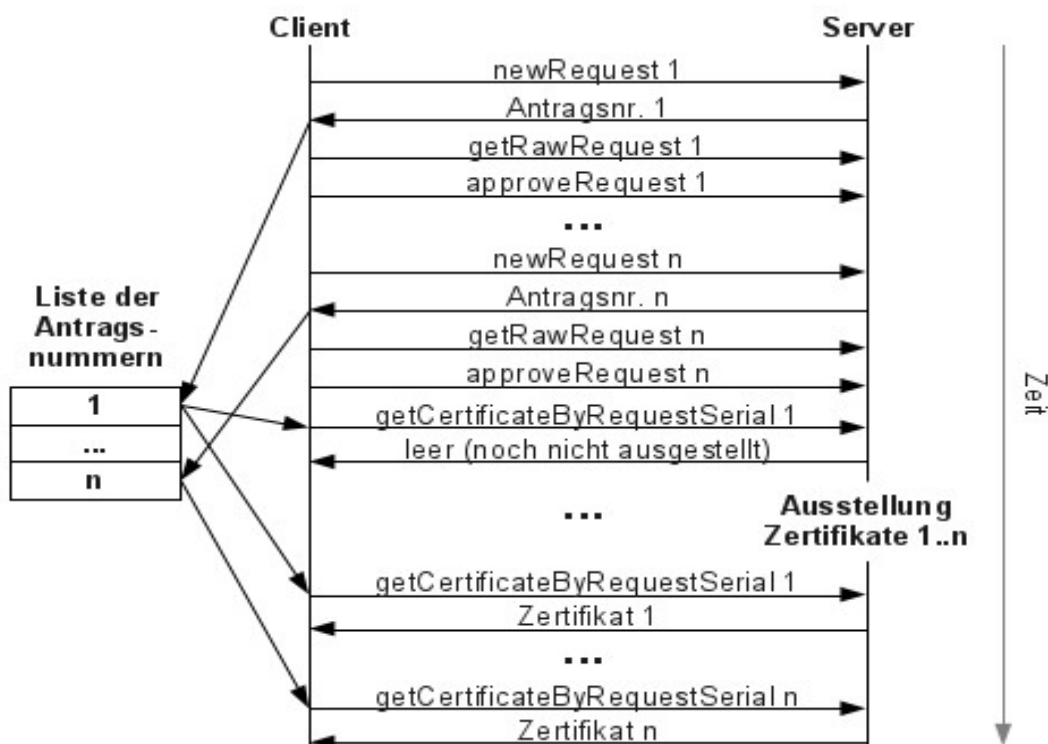 Client
Server
newRequest 1
Antragsnr. 1
getRawRequest 1
approveRequest 1
...
newRequest n
Antragsnr. n
getRawRequest n
approveRequest n
Liste der
Antrags-
nummern
1
...
n
getCertificateByRequestSerial 1
leer (noch nicht ausgestellt)
...
Ausstellung
Zertifikate 1..n
getCertificateByRequestSerial 1
Zertifikat 1
...
getCertificateByRequestSerial n
Zertifikat n
Zeit